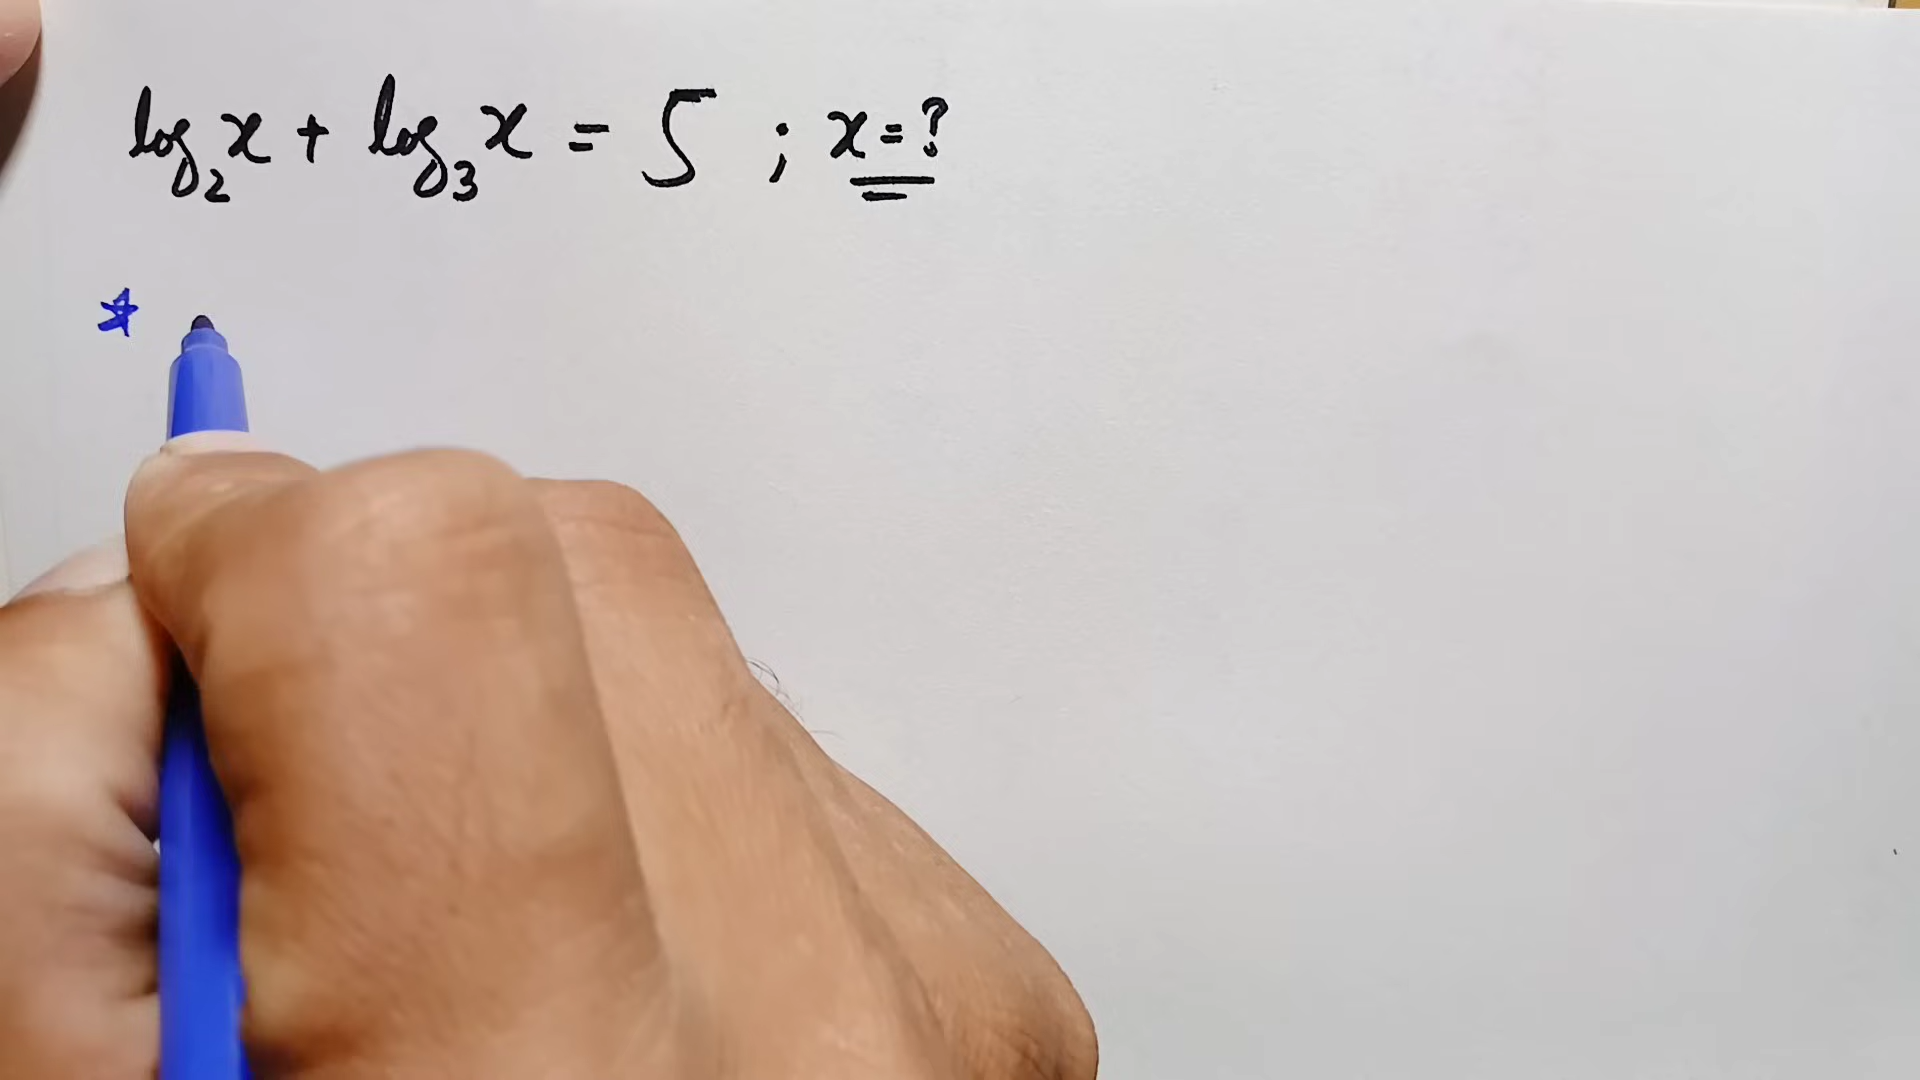 log₂x + log₃x = 5 ; x = ?
*